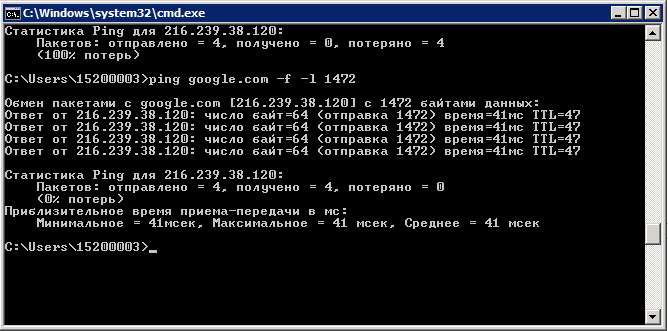 C:\Windows\system32\cmd.exe
Статистика Ping для 216.239.38.120:
Пакетов: отправлено = 4, получено = 0, потеряно = 4
(100% потерь)
C:\Users\15200003>ping google.com -f -l 1472
Обмен пакетами с google.com [216.239.38.120] с 1472 байтами данных:
Ответ от 216.239.38.120: число байт=64 (отправка 1472) время=41мс TTL=47
Ответ от 216.239.38.120: число байт=64 (отправка 1472) время=41мс TTL=47
Ответ от 216.239.38.120: число байт=64 (отправка 1472) время=41мс TTL=47
Ответ от 216.239.38.120: число байт=64 (отправка 1472) время=41мс TTL=47
Статистика Ping для 216.239.38.120:
Пакетов: отправлено = 4, получено = 4, потеряно = 0
(0% потерь)
Приблизительное время приема-передачи в мс:
Минимальное = 41мсек, Максимальное = 41 мсек, Среднее = 41 мсек
C:\Users\15200003>_